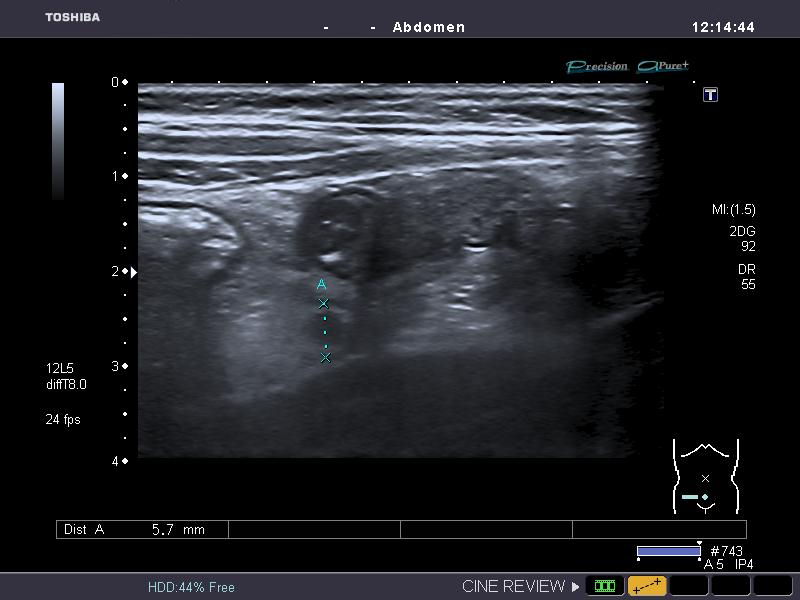 TOSHIBA
- - Abdomen 12:14:44
Precision APure+
T
0
1
2
3
4
MI:(1.5)
2DG
92
DR
55
A
12L5
diffT8.0
24 fps
Dist A 5.7 mm
#743
A 5 IP4
HDD:44% Free
CINE REVIEW